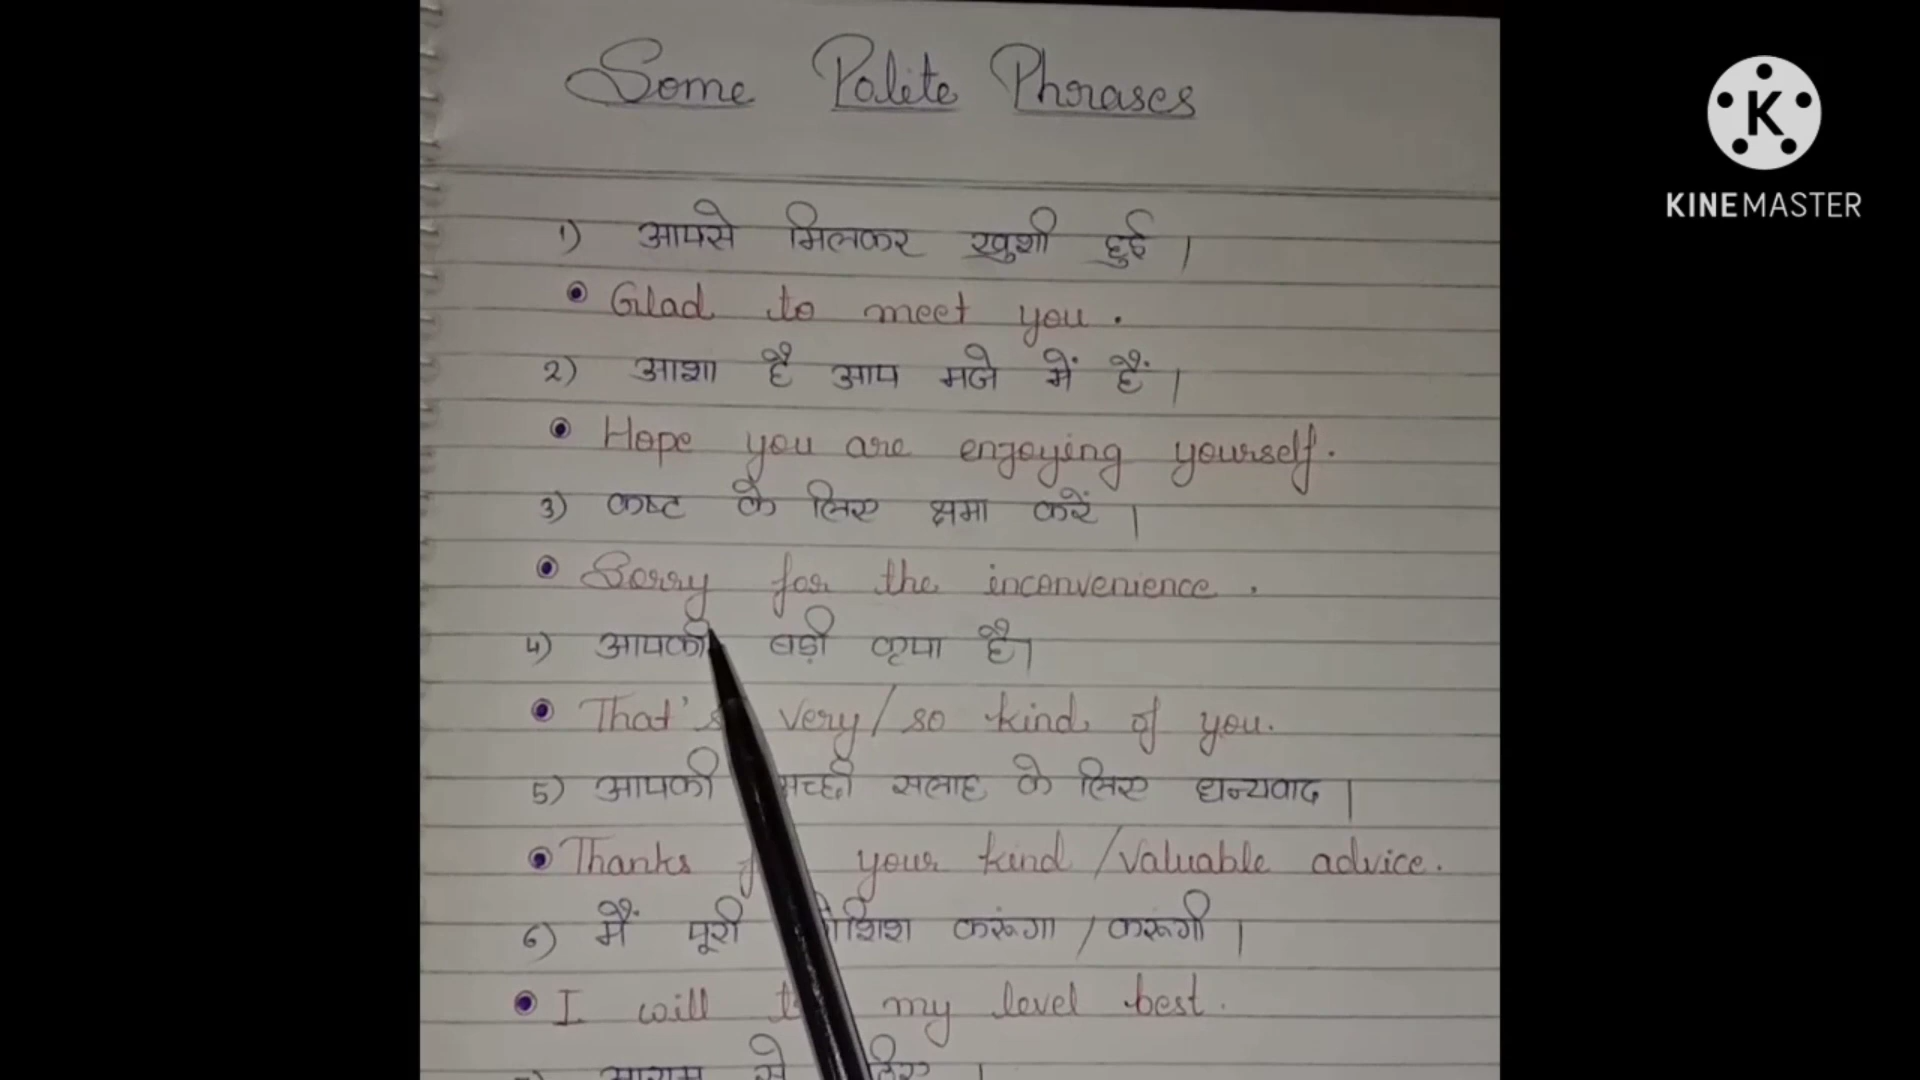 Some Polite Phrases
KINEMASTER
1) आपसे मिलकर खुशी हुई ।
• Glad to meet you.
2) आशा है आप मजे में हैं ।
• Hope you are enjoying yourself.
3) कष्ट के लिए क्षमा करें ।
• Sorry for the inconvenience.
4) आपकी बड़ी कृपा है।
• That's very/so kind of you.
5) आपकी सलाह के लिए धन्यवाद ।
• Thanks your kind/valuable advice.
6) मैं पूरी करूंगा / करूंगी ।
• I will my level best.
से